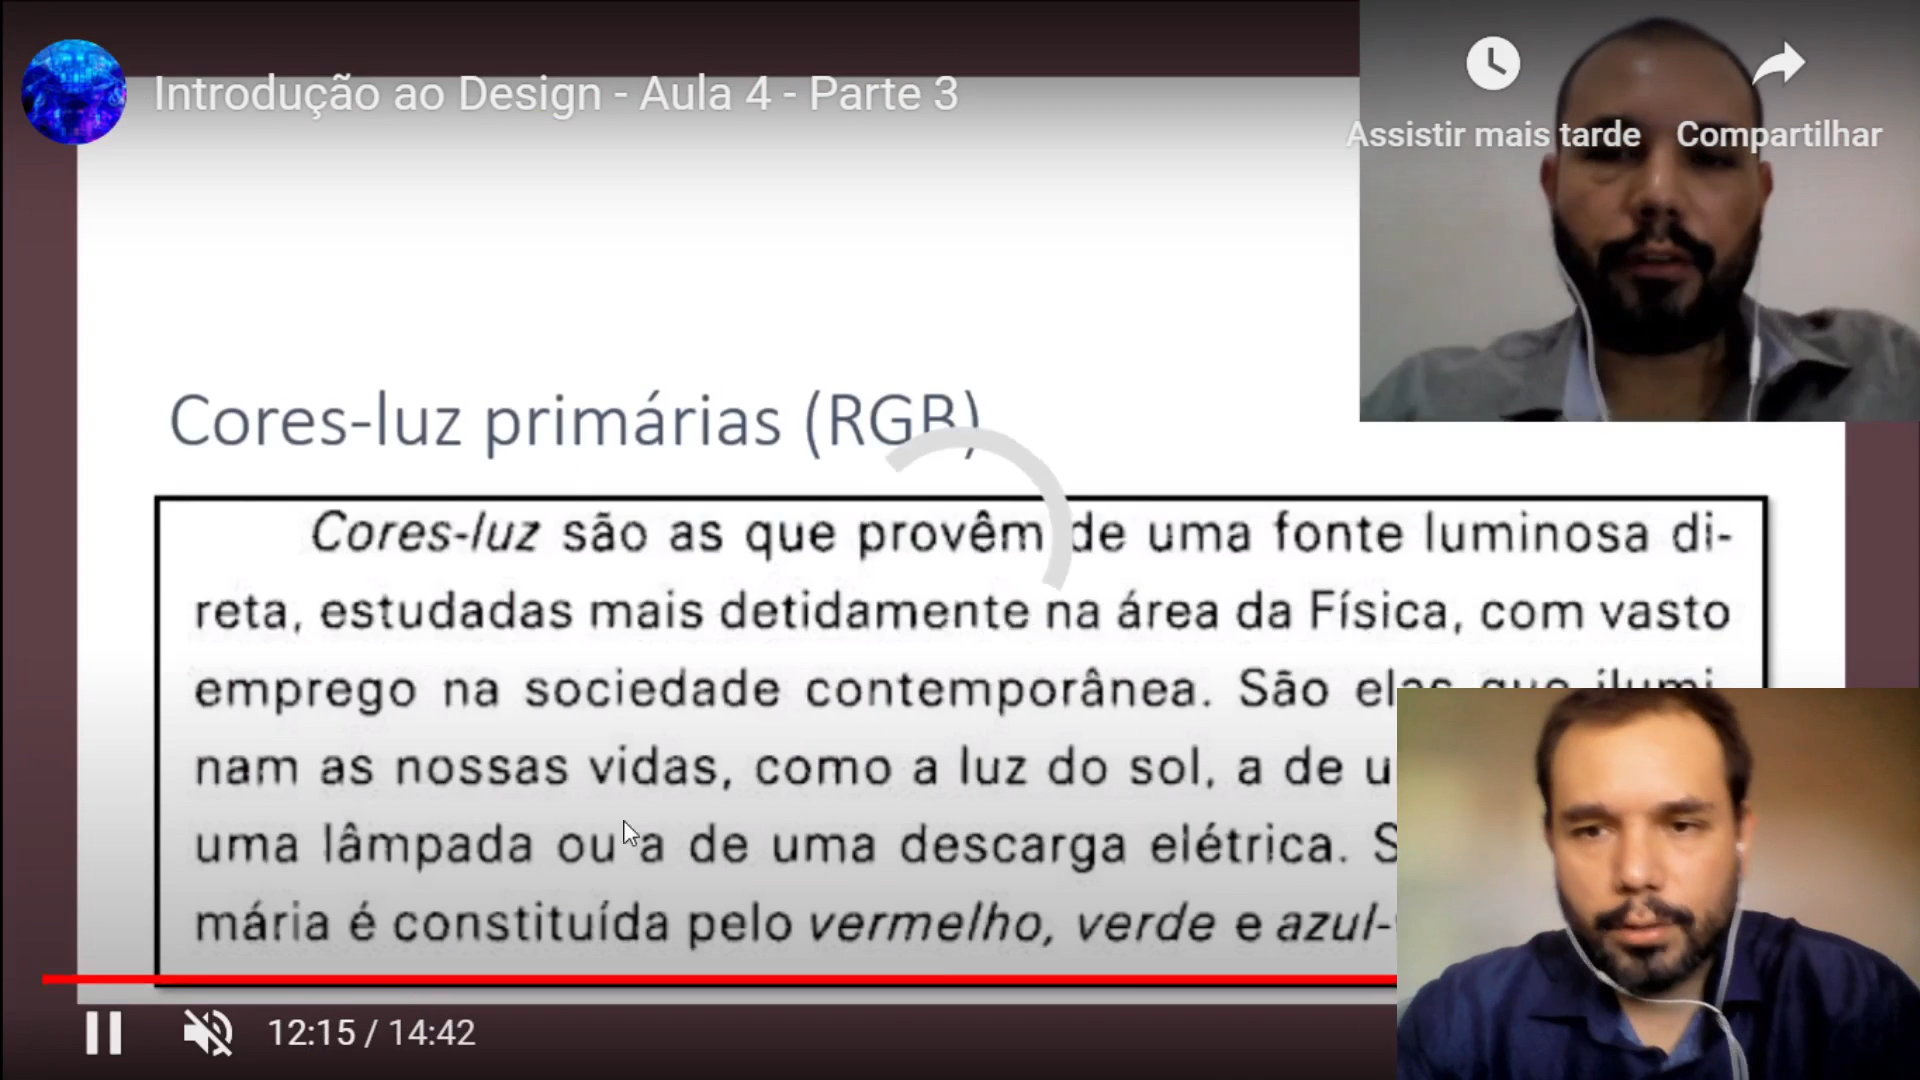 Introdução ao Design - Aula 4 - Parte 3
Assistir mais tarde Compartilhar
Cores-luz primárias (RGB)
Cores-luz são as que provêm de uma fonte luminosa di-
reta, estudadas mais detidamente na área da Física, com vasto
emprego na sociedade contemporânea. São elas que ilumi-
nam as nossas vidas, como a luz do sol, a de u
uma lâmpada ou a de uma descarga elétrica. S
mária é constituída pelo vermelho, verde e azul-
12:15 / 14:42